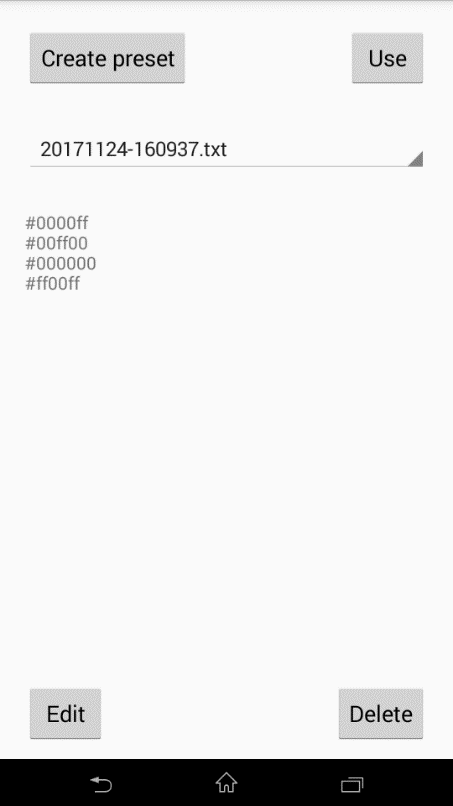 Create preset
Use
20171124-160937.txt
#0000ff
#00ff00
#000000
#ff00ff
Edit
Delete